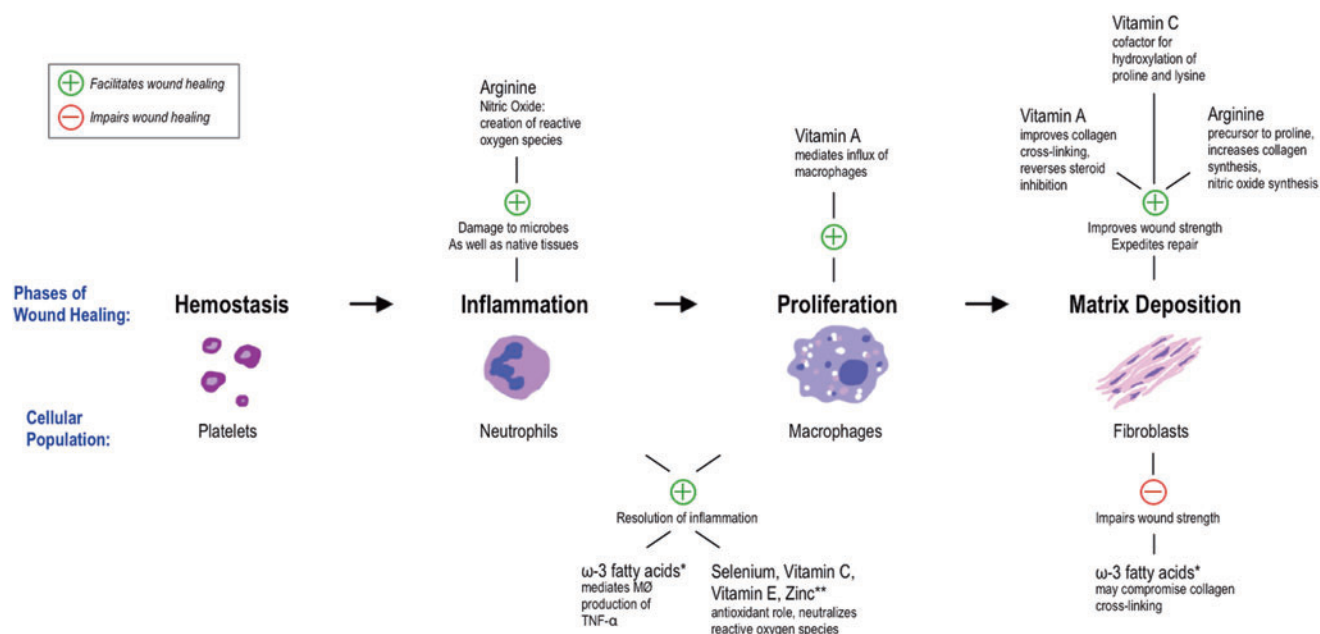 Facilitates wound healing
Impairs wound healing
Arginine
Nitric Oxide:
creation of reactive
oxygen species
Damage to microbes
As well as native tissues
Vitamin A
mediates influx of
macrophages
Vitamin C
cofactor for
hydroxylation of
proline and lysine
Vitamin A
improves collagen
cross-linking,
reverses steroid
inhibition
Arginine
precursor to proline,
increases collagen
synthesis,
nitric oxide synthesis
Improves wound strength
Expedites repair
Phases of
Wound Healing:
Hemostasis
Inflammation
Proliferation
Matrix Deposition
Cellular
Population:
Platelets
Neutrophils
Macrophages
Fibroblasts
Resolution of inflammation
ω-3 fatty acids*
mediates MØ
production of
TNF-α
Selenium, Vitamin C,
Vitamin E, Zinc**
antioxidant role, neutralizes
reactive oxygen species
Impairs wound strength
ω-3 fatty acids*
may compromise collagen
cross-linking